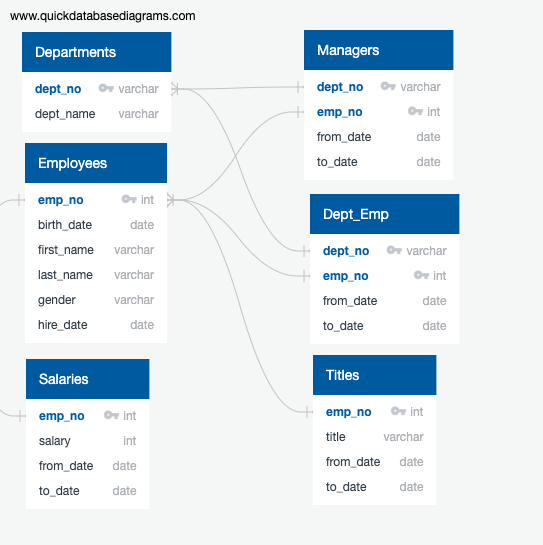 www.quickdatabasediagrams.com
Departments
dept_no varchar
dept_name varchar
Employees
emp_no int
birth_date date
first_name varchar
last_name varchar
gender varchar
hire_date date
Salaries
emp_no int
salary int
from_date date
to_date date
Managers
dept_no varchar
emp_no int
from_date date
to_date date
Dept_Emp
dept_no varchar
emp_no int
from_date date
to_date date
Titles
emp_no int
title varchar
from_date date
to_date date